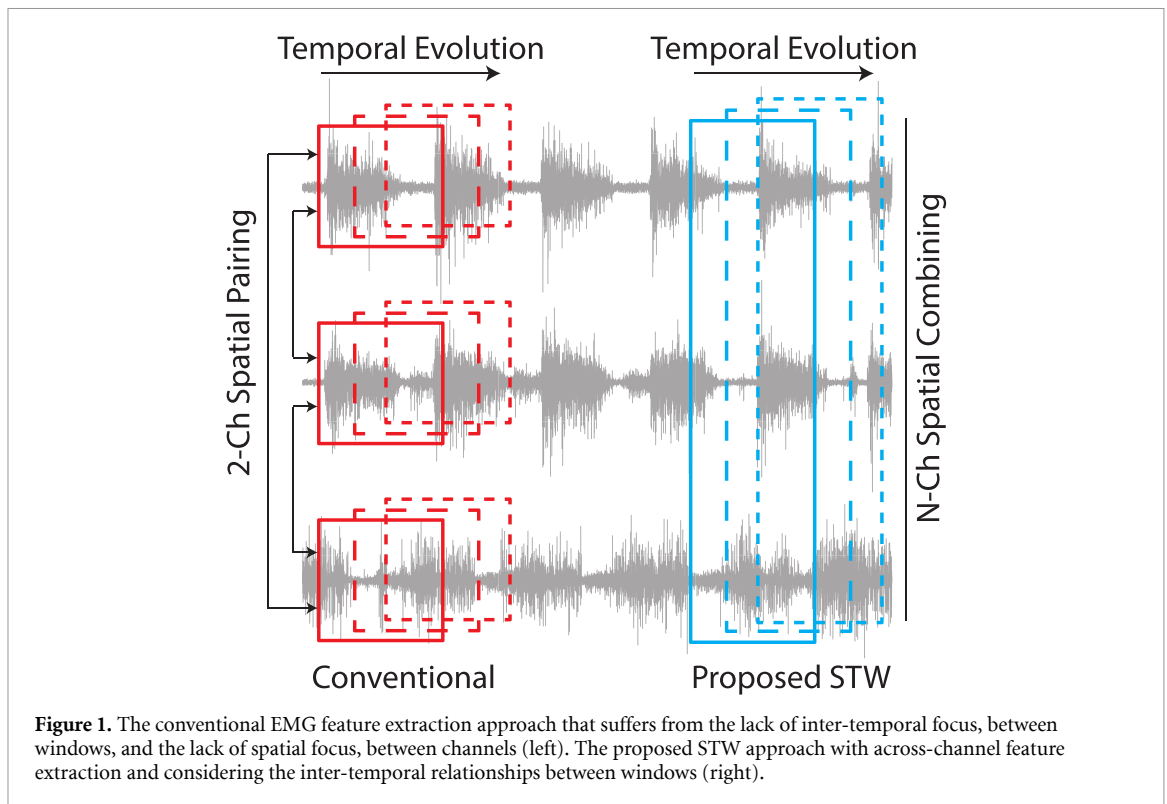 Temporal Evolution
Temporal Evolution
2-Ch Spatial Pairing
N-Ch Spatial Combining
Conventional
Proposed STW
Figure 1. The conventional EMG feature extraction approach that suffers from the lack of inter-temporal focus, between
windows, and the lack of spatial focus, between channels (left). The proposed STW approach with across-channel feature
extraction and considering the inter-temporal relationships between windows (right).